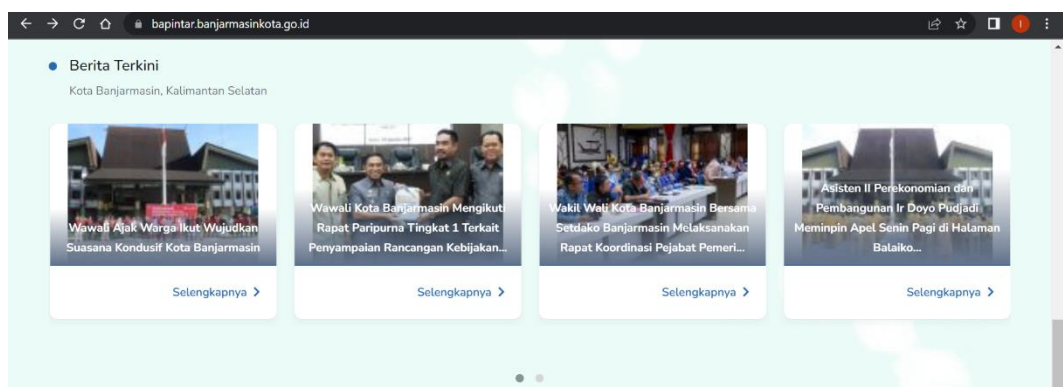 bapintar.banjarmasinkota.go.id
Berita Terkini
Kota Banjarmasin, Kalimantan Selatan
Wawali Ajak Warga Ikut Wujudkan
Suasana Kondusif Kota Banjarmasin
Selengkapnya >
Wawali Kota Banjarmasin Mengikuti
Rapat Paripurna Tingkat 1 Terkait
Penyampaian Rancangan Kebijakan...
Selengkapnya >
Wakil Wali Kota Banjarmasin Bersama
Setdako Banjarmasin Melaksanakan
Rapat Koordinasi Pejabat Pemeri...
Selengkapnya >
Asisten II Perekonomian dan
Pembangunan Ir Doyo Pudjadi
Meminpin Apel Senin Pagi di Halaman
Balaiko...
Selengkapnya >